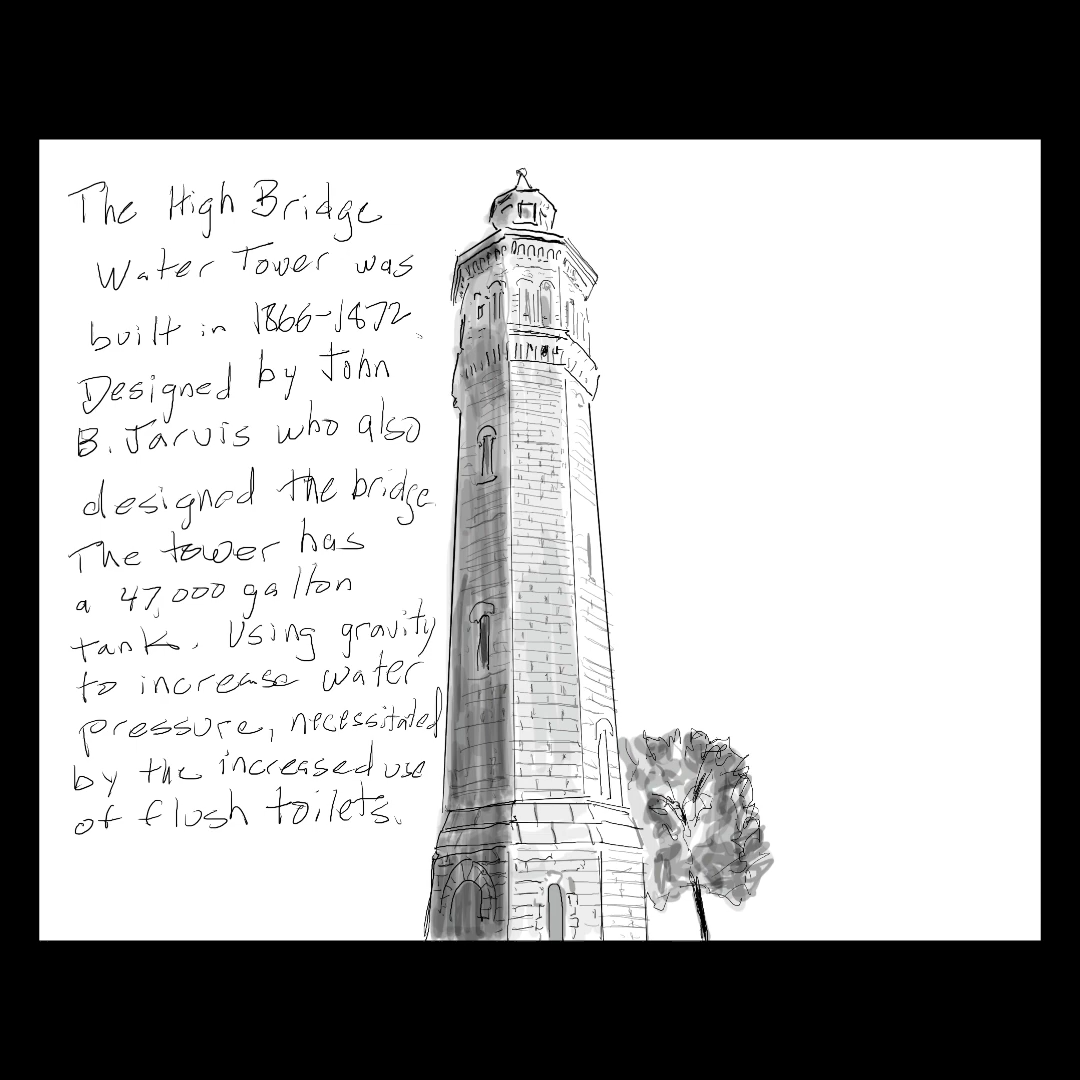 The High Bridge
Water Tower was
built in 1866-1872.
Designed by John
B. Jarvis who also
designed the bridge.
The tower has
a 47,000 gallon
tank. Using gravity
to increase water
pressure, necessitated
by the increased use
of flush toilets.